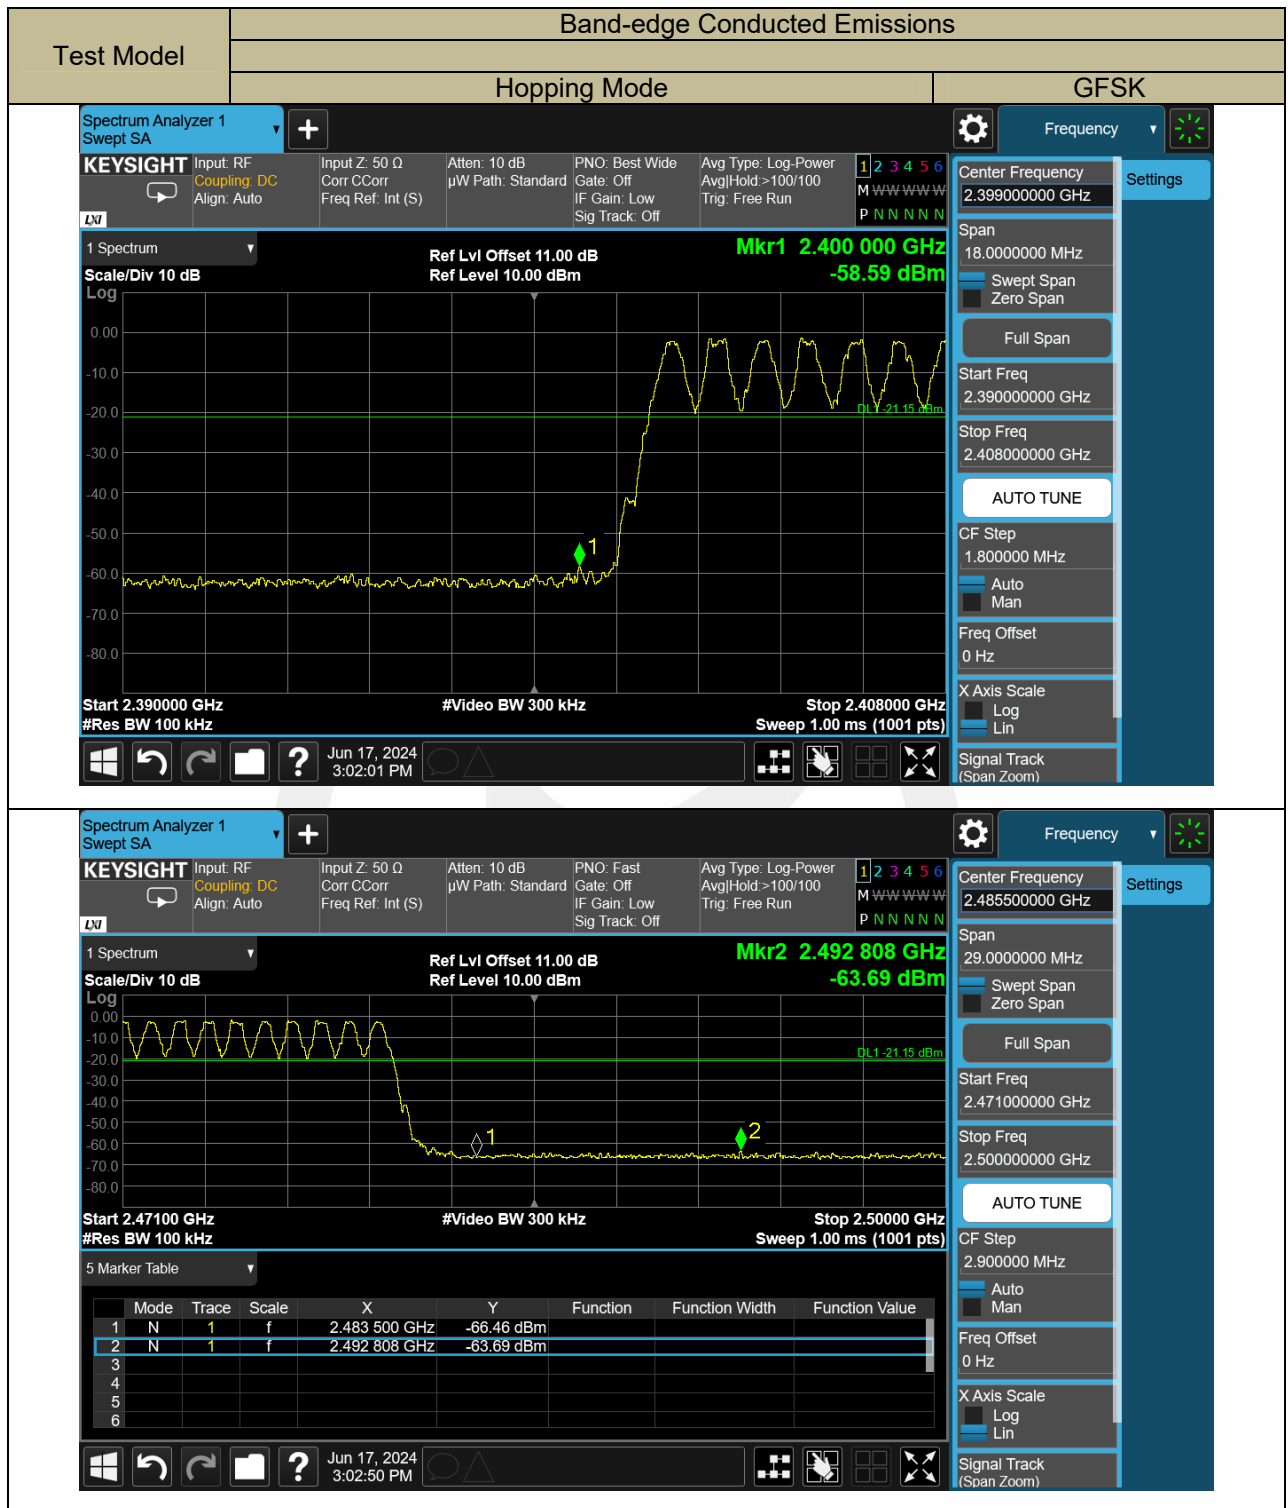 Band-edge Conducted Emissions
Test Model
Hopping Mode GFSK
Spectrum Analyzer 1
Swept SA
+
Frequency
KEYSIGHT Input: RF Input Z: 50 Ω Atten: 10 dB PNO: Best Wide Avg Type: Log-Power 1 2 3 4 5 6
Coupling: DC Corr CCorr µW Path: Standard Gate: Off Avg|Hold:>100/100 M W W W W W W
Align: Auto Freq Ref: Int (S) IF Gain: Low Trig: Free Run
LXI Sig Track: Off P N N N N N N
Center Frequency
2.399000000 GHz
Settings
1 Spectrum
Ref Lvl Offset 11.00 dB
Mkr1 2.400 000 GHz
Scale/Div 10 dB Ref Level 10.00 dBm -58.59 dBm
Log
0.00
-10.0
-20.0
-30.0
-40.0
-50.0
-60.0
-70.0
-80.0
DL1 -21.15 dBm
1
Start 2.390000 GHz #Video BW 300 kHz Stop 2.408000 GHz
#Res BW 100 kHz Sweep 1.00 ms (1001 pts)
Span
18.0000000 MHz
Swept Span
Zero Span
Full Span
Start Freq
2.390000000 GHz
Stop Freq
2.408000000 GHz
AUTO TUNE
CF Step
1.800000 MHz
Auto
Man
Freq Offset
0 Hz
X Axis Scale
Log
Lin
Signal Track
(Span Zoom)
?
Jun 17, 2024
3:02:01 PM
Spectrum Analyzer 1
Swept SA
+
Frequency
KEYSIGHT Input: RF Input Z: 50 Ω Atten: 10 dB PNO: Fast Avg Type: Log-Power 1 2 3 4 5 6
Coupling: DC Corr CCorr µW Path: Standard Gate: Off Avg|Hold:>100/100 M W W W W W W
Align: Auto Freq Ref: Int (S) IF Gain: Low Trig: Free Run
LXI Sig Track: Off P N N N N N N
Center Frequency
2.485500000 GHz
Settings
1 Spectrum
Ref Lvl Offset 11.00 dB
Mkr2 2.492 808 GHz
Scale/Div 10 dB Ref Level 10.00 dBm -63.69 dBm
Log
0.00
-10.0
-20.0
-30.0
-40.0
-50.0
-60.0
-70.0
-80.0
DL1 -21.15 dBm
1
2
Start 2.47100 GHz #Video BW 300 kHz Stop 2.50000 GHz
#Res BW 100 kHz Sweep 1.00 ms (1001 pts)
5 Marker Table
Mode Trace Scale X Y Function Function Width Function Value
1 N 1 f 2.483 500 GHz -66.46 dBm
2 N 1 f 2.492 808 GHz -63.69 dBm
3
4
5
6
Span
29.0000000 MHz
Swept Span
Zero Span
Full Span
Start Freq
2.471000000 GHz
Stop Freq
2.500000000 GHz
AUTO TUNE
CF Step
2.900000 MHz
Auto
Man
Freq Offset
0 Hz
X Axis Scale
Log
Lin
Signal Track
(Span Zoom)
?
Jun 17, 2024
3:02:50 PM